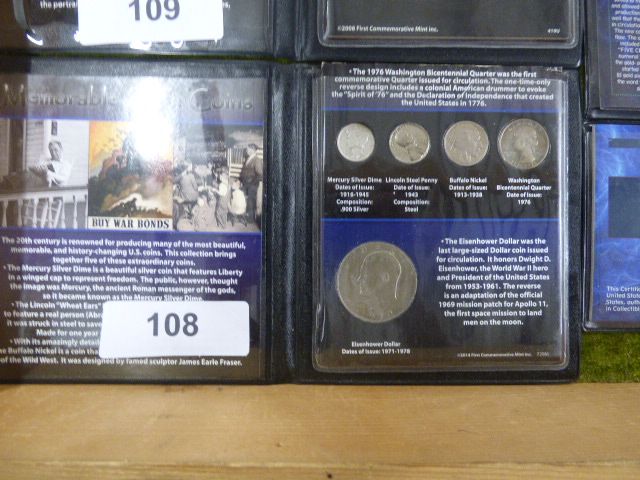 109
©2008 First Commemorative Mint inc.
4190
Coins
BUY WAR BONDS
The 20th century is renowned for producing many of the most beautiful,
memorable, and history-changing U.S. coins. This collection brings
together five of these extraordinary coins.
• The Mercury Silver Dime is a beautiful silver coin that features Liberty
in a winged cap to represent freedom. The public, however, thought
the image was Mercury, the ancient Roman messenger of the gods,
so it became known as the Mercury Silver Dime.
• The Lincoln "Wheat Ears"
to feature a real person
it was struck in steel to
Made for one
• With its amazingly
the Buffalo Nickel is a coin
of the Wild West. It was designed by famed sculptor James Earle Fraser.
108
• The 1976 Washington Bicentennial Quarter was the first
commemorative Quarter issued for circulation. The one-time-only
reverse design includes a colonial American drummer to evoke
the "Spirit of '76" and the Declaration of Independence that created
the United States in 1776.
Mercury Silver Dime
Dates of Issue:
1916-1945
Composition:
.900 Silver
Lincoln Steel Penny
Date of Issue:
1943
Composition:
Steel
Buffalo Nickel
Dates of Issue:
1913-1938
Washington
Bicentennial Quarter
Date of Issue:
1976
• The Eisenhower Dollar was the
last large-sized Dollar coin issued
for circulation. It honors Dwight D.
Eisenhower, the World War II hero
and President of the United States
from 1953-1961. The reverse
is an adaptation of the official
1969 mission patch for Apollo 11,
the first space mission to land
men on the moon.
Eisenhower Dollar
Dates of Issue: 1971-1978
©2014 First Commemorative Mint inc.
This Certific
United States
States, auth
in Collectib